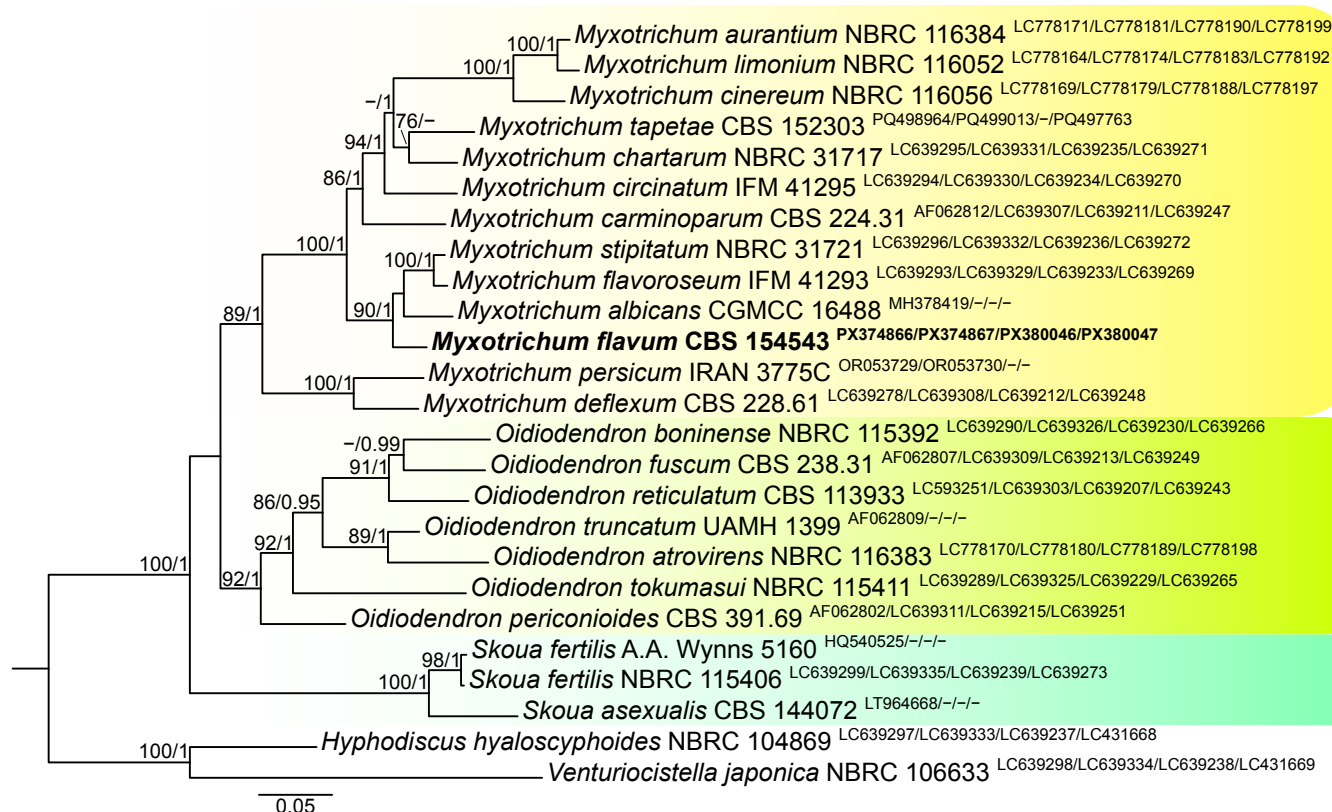 Myxotrichum aurantium NBRC 116384 LC778171/LC778181/LC778190/LC778199
100/1
Myxotrichum limonium NBRC 116052 LC778164/LC778174/LC778183/LC778192
100/1
Myxotrichum cinereum NBRC 116056 LC778169/LC778179/LC778188/LC778197
−/1
76/−
Myxotrichum tapetae CBS 152303 PQ498964/PQ499013/−/PQ497763
94/1
Myxotrichum chartarum NBRC 31717 LC639295/LC639331/LC639235/LC639271
86/1
Myxotrichum circinatum IFM 41295 LC639294/LC639330/LC639234/LC639270
Myxotrichum carminoparum CBS 224.31 AF062812/LC639307/LC639211/LC639247
100/1
Myxotrichum stipitatum NBRC 31721 LC639296/LC639332/LC639236/LC639272
100/1
Myxotrichum flavoroseum IFM 41293 LC639293/LC639329/LC639233/LC639269
Myxotrichum albicans CGMCC 16488 MH378419/−/−/−
89/1
90/1
Myxotrichum flavum CBS 154543 PX374866/PX374867/PX380046/PX380047
Myxotrichum persicum IRAN 3775C OR053729/OR053730/−/−
100/1
Myxotrichum deflexum CBS 228.61 LC639278/LC639308/LC639212/LC639248
Oidiodendron boninense NBRC 115392 LC639290/LC639326/LC639230/LC639266
−/0.99
Oidiodendron fuscum CBS 238.31 AF062807/LC639309/LC639213/LC639249
91/1
Oidiodendron reticulatum CBS 113933 LC593251/LC639303/LC639207/LC639243
86/0.95
Oidiodendron truncatum UAMH 1399 AF062809/−/−/−
89/1
92/1
Oidiodendron atrovirens NBRC 116383 LC778170/LC778180/LC778189/LC778198
100/1
92/1
Oidiodendron tokumasui NBRC 115411 LC639289/LC639325/LC639229/LC639265
Oidiodendron periconioides CBS 391.69 AF062802/LC639311/LC639215/LC639251
Skoua fertilis A.A. Wynns 5160 HQ540525/−/−/−
98/1
Skoua fertilis NBRC 115406 LC639299/LC639335/LC639239/LC639273
100/1
Skoua asexualis CBS 144072 LT964668/−/−/−
Hyphodiscus hyaloscyphoides NBRC 104869 LC639297/LC639333/LC639237/LC431668
100/1
Venturiocistella japonica NBRC 106633 LC639298/LC639334/LC639238/LC431669
0.05